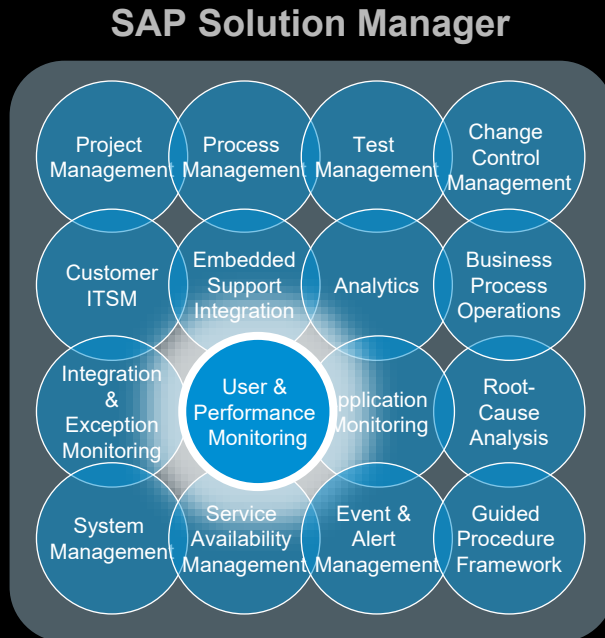 SAP Solution Manager
Project
Management
Process
Management
Test
Management
Change
Control
Management
Customer
ITSM
Embedded
Support
Integration
Analytics
Business
Process
Operations
Integration
&
Exception
Monitoring
User &
Performance
Monitoring
pplication
onitoring
Root-
Cause
Analysis
System
Management
Service
Availability
Management
Event &
Alert
Management
Guided
Procedure
Framework